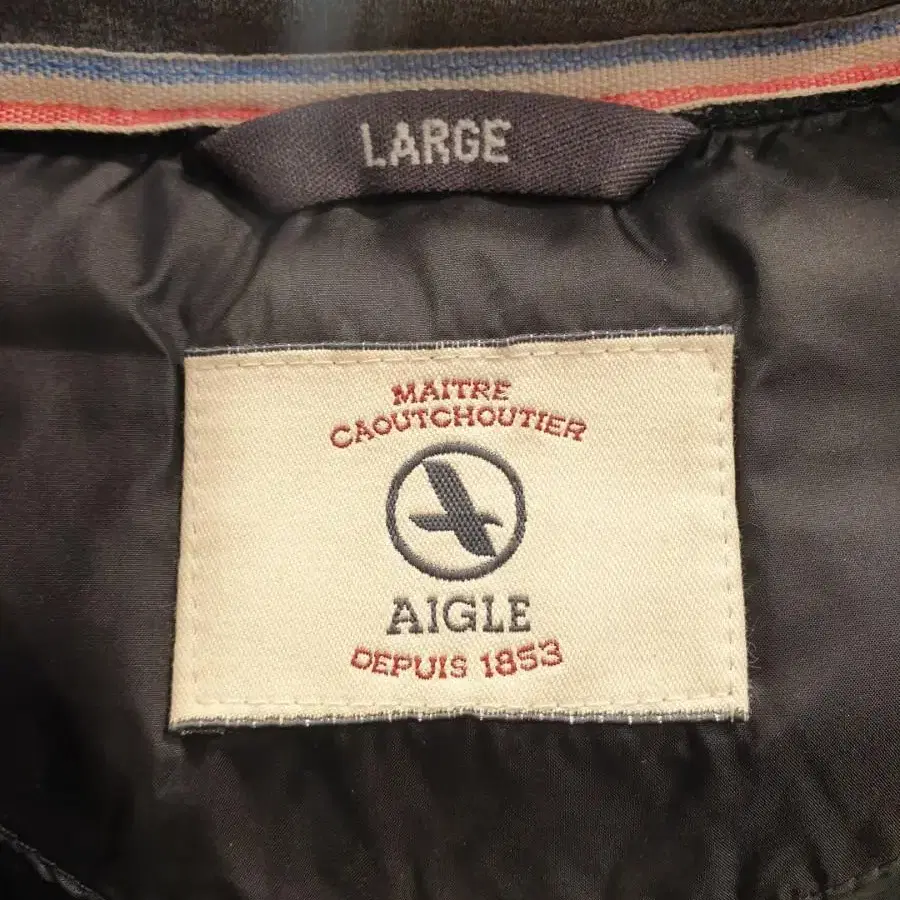 LARGE
MAITRE
CAOUTCHOUTIER
AIGLE
DEPUIS 1853